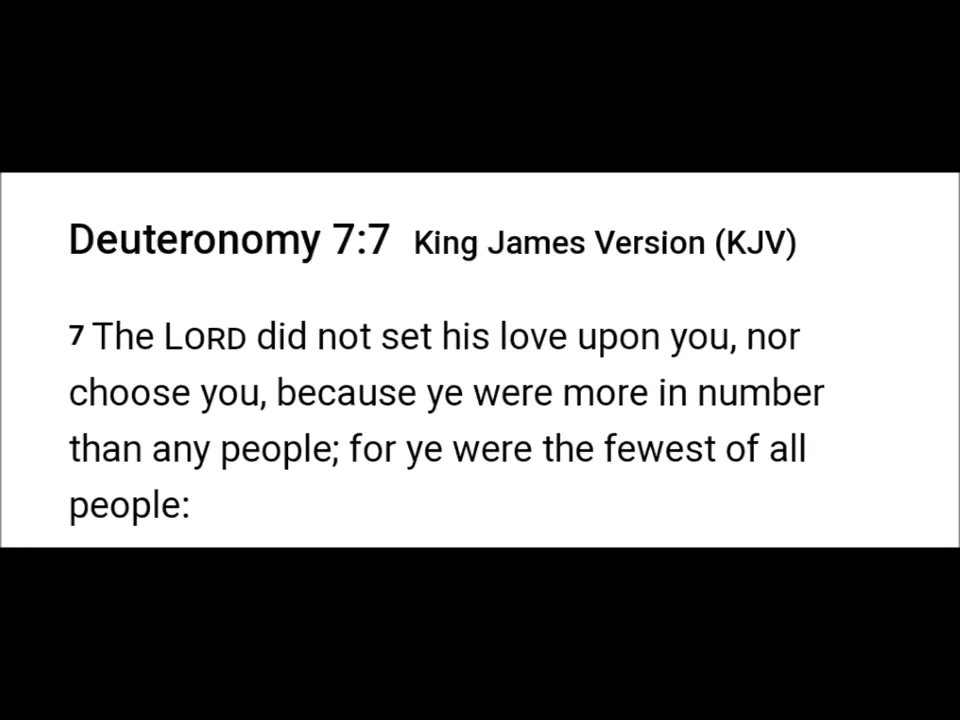 Deuteronomy 7:7 King James Version (KJV)
7 The LORD did not set his love upon you, nor
choose you, because ye were more in number
than any people; for ye were the fewest of all
people: